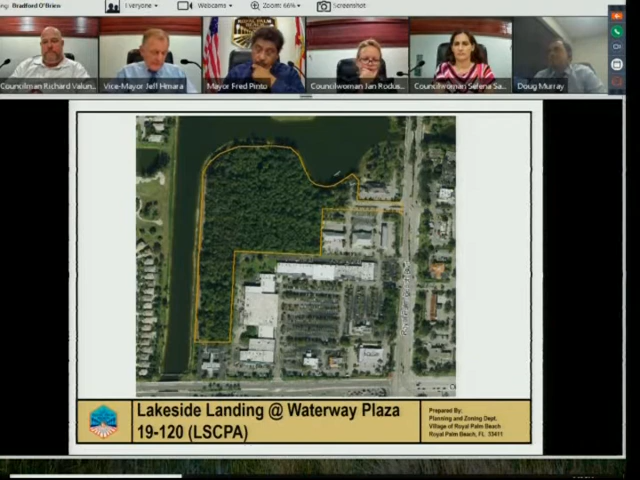 Bradford O'Brien
Everyone
Webcams
Zoom: 66%
Screenshot
ROYAL PALM
Councilman Richard Valun...
Vice-Mayor Jeff Hmara
Mayor Fred Pinto
Councilwoman Jan Rodus...
Councilwoman Selena Sa...
Doug Murray
Lakeside Landing @ Waterway Plaza
19-120 (LSCPA)
Prepared By:
Planning and Zoning Dept.
Village of Royal Palm Beach
Royal Palm Beach, FL 33411